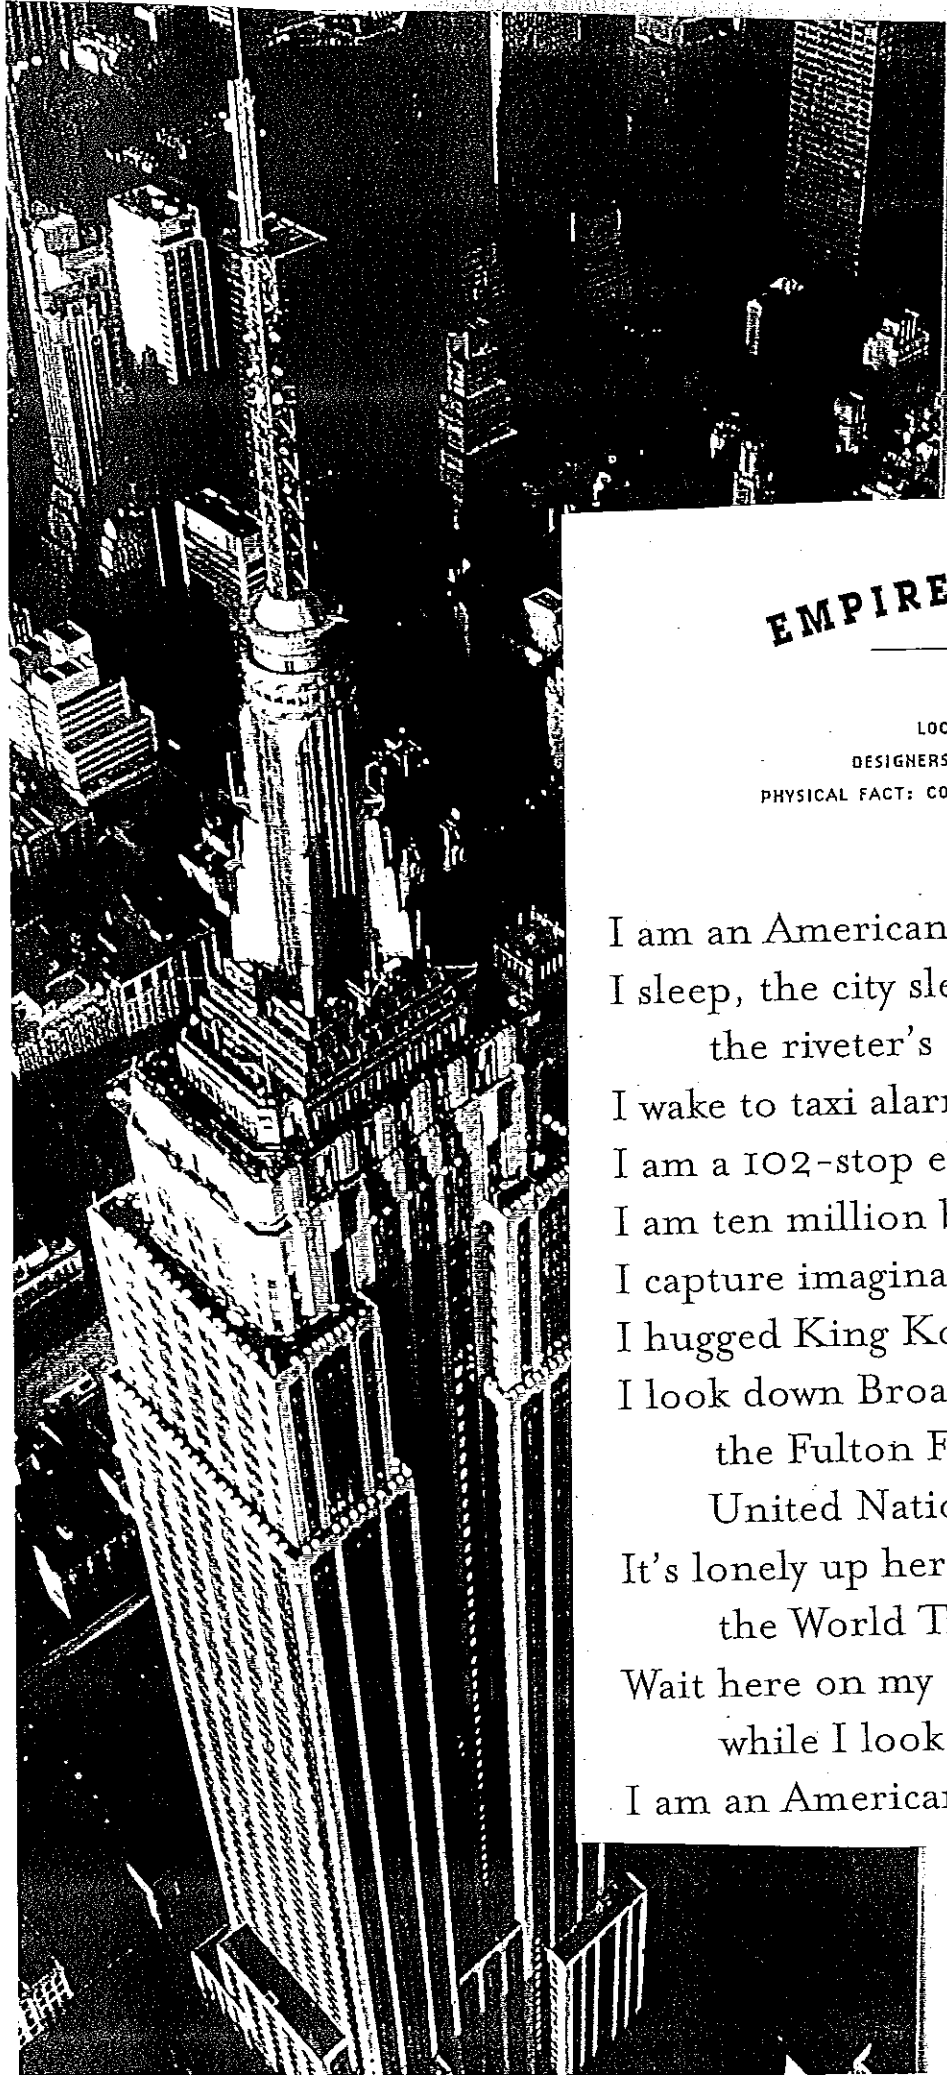 EMPIRE
LOC
DESIGNERS
PHYSICAL FACT: CO
I am an American
I sleep, the city sle
the riveter's
I wake to taxi alar
I am a 102-stop e
I am ten million b
I capture imagina
I hugged King Ko
I look down Broa
the Fulton F
United Natio
It's lonely up her
the World T
Wait here on my
while I look
I am an American